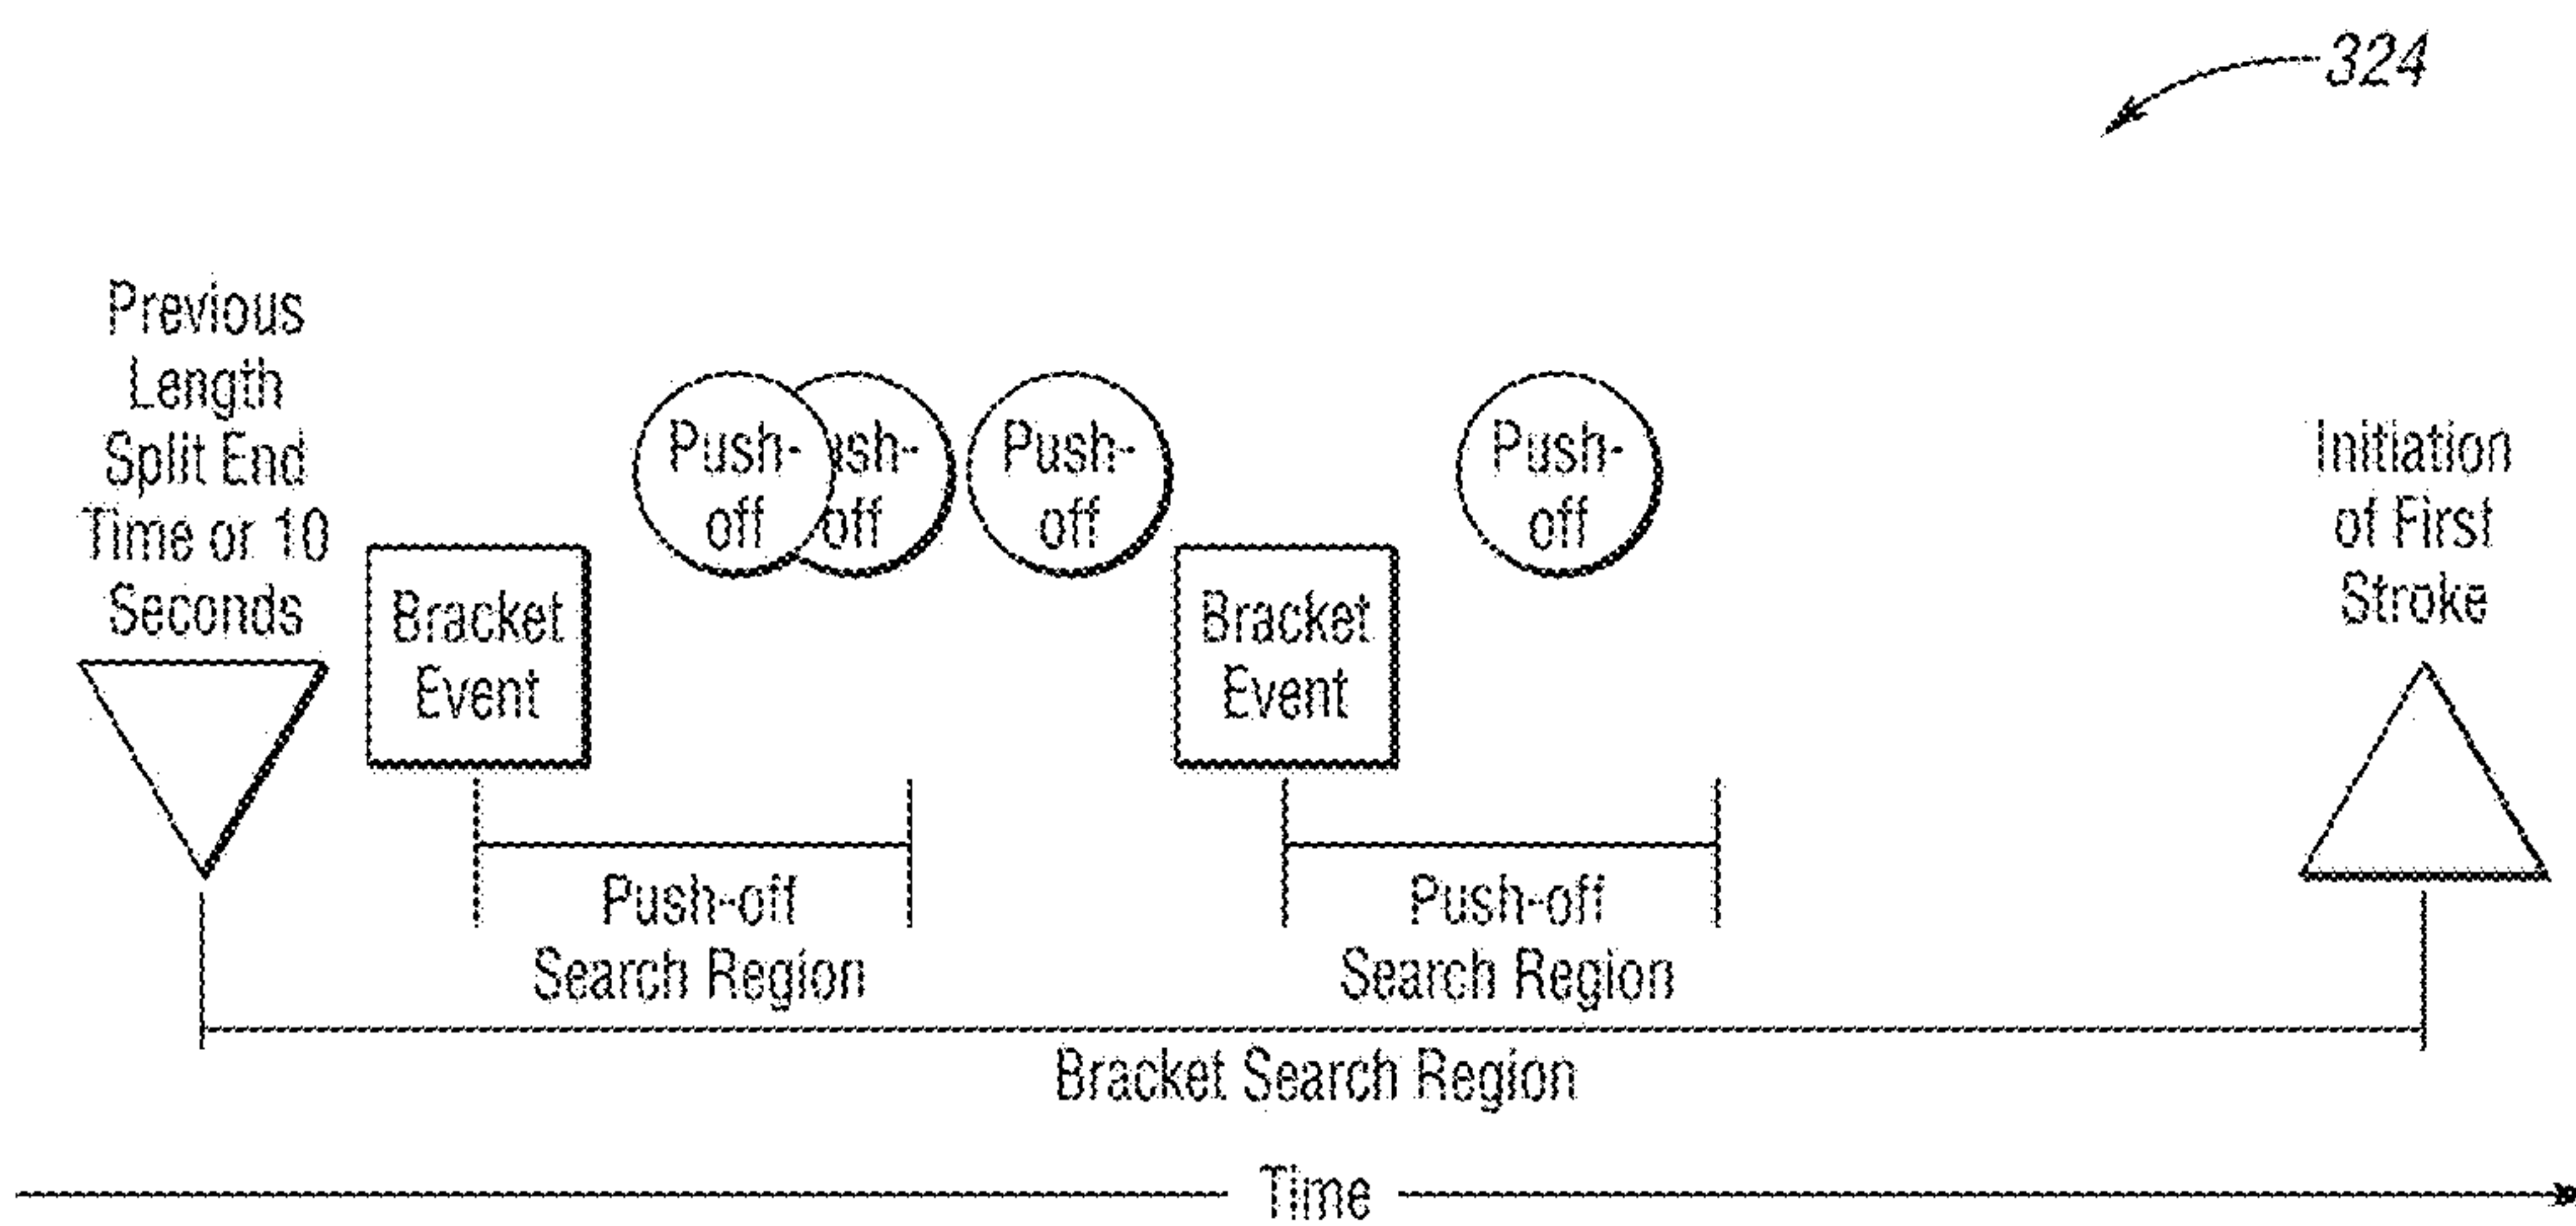 324
Previous
Length
Split End
Time or 10
Seconds
Push-
off
ush-
off
Push-
off
Push-
off
Initiation
of First
Stroke
Bracket
Event
Bracket
Event
Push-off
Search Region
Push-off
Search Region
Bracket Search Region
Time